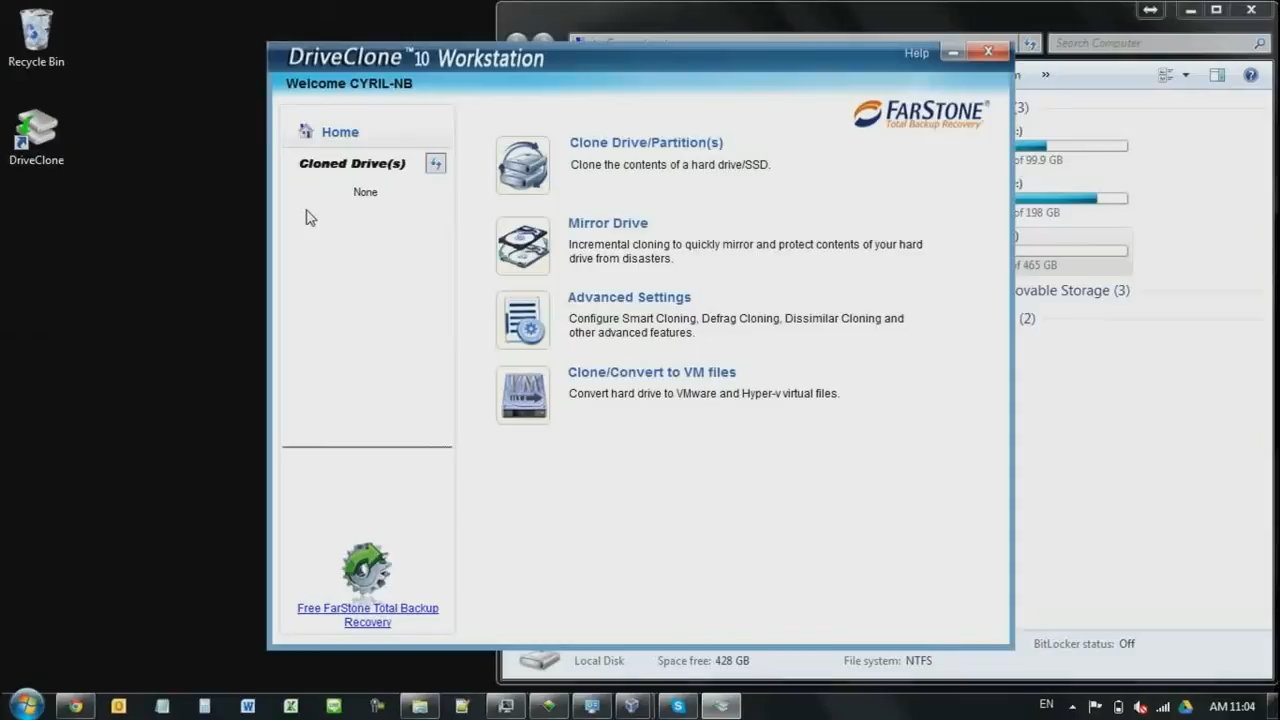 Recycle Bin
DriveClone
DriveClone™10 Workstation
Help
Welcome CYRIL-NB
Home
Cloned Drive(s)
None
FARSTONE®
Total Backup Recovery
Clone Drive/Partition(s)
Clone the contents of a hard drive/SSD.
Mirror Drive
Incremental cloning to quickly mirror and protect contents of your hard
drive from disasters.
Advanced Settings
Configure Smart Cloning, Defrag Cloning, Dissimilar Cloning and
other advanced features.
Clone/Convert to VM files
Convert hard drive to VMware and Hyper-v virtual files.
VM
Free FarStone Total Backup
Recovery
Search Computer
(3)
:)
of 99.9 GB
:)
of 198 GB
)
of 465 GB
ovable Storage (3)
(2)
BitLocker status: Off
Local Disk Space free: 428 GB File system: NTFS
EN
AM 11:04